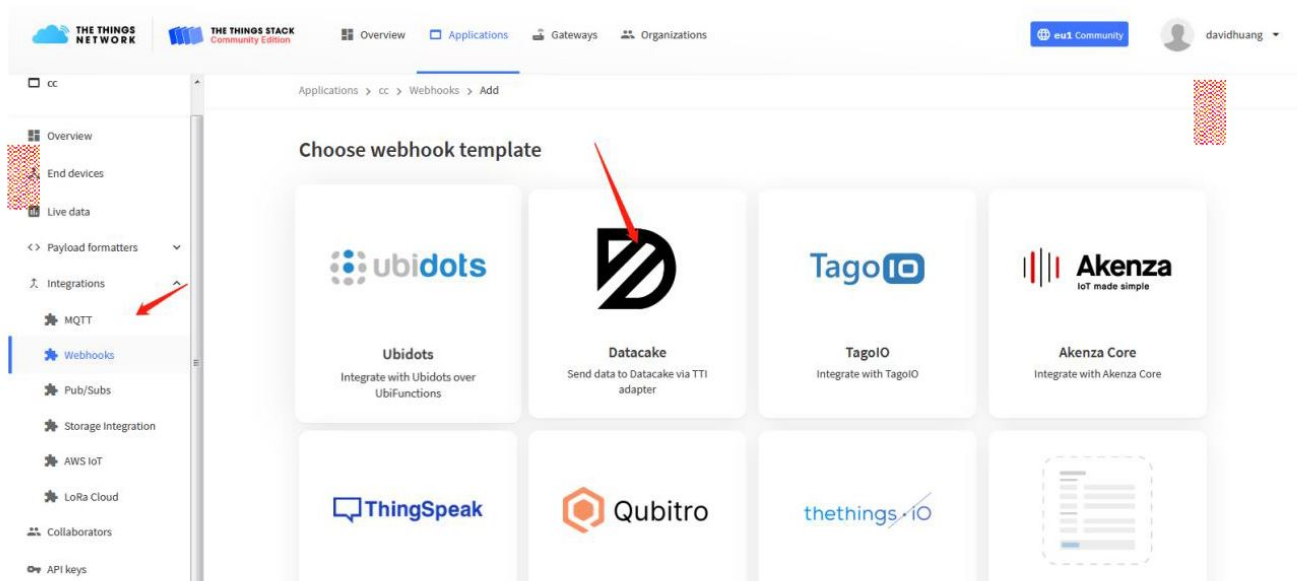 THE THINGS
NETWORK
THE THINGS STACK
Community Edition
Overview
Applications
Gateways
Organizations
eu1 Community
davidhuang
cc
Applications > cc > Webhooks > Add
Overview
End devices
Live data
<> Payload formatters
Integrations
MQTT
Webhooks
Pub/Subs
Storage Integration
AWS IoT
LoRa Cloud
Collaborators
API keys
Choose webhook template
ubidots
Ubidots
Integrate with Ubidots over
UbiFunctions
Datacake
Send data to Datacake via TTI
adapter
TagoIO
TagoIO
Integrate with TagoIO
Akenza
IoT made simple
Akenza Core
Integrate with Akenza Core
ThingSpeak
Qubitro
thethings.iO